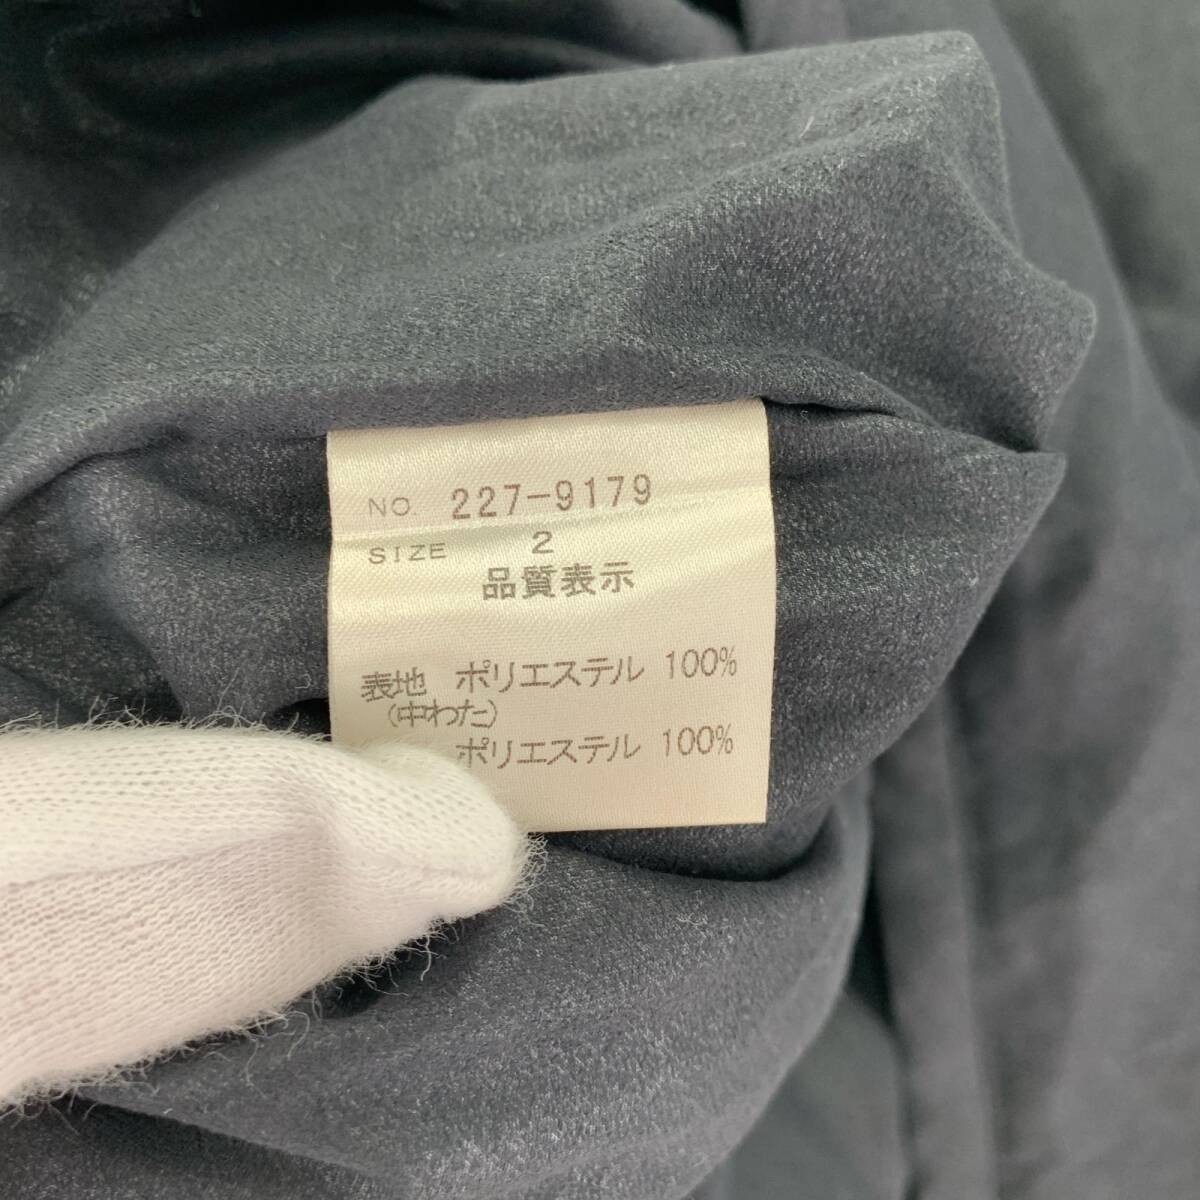 NO. 227-9179
SIZE 2
品質表示
表地 ポリエステル 100%
(中わた)
ポリエステル 100%